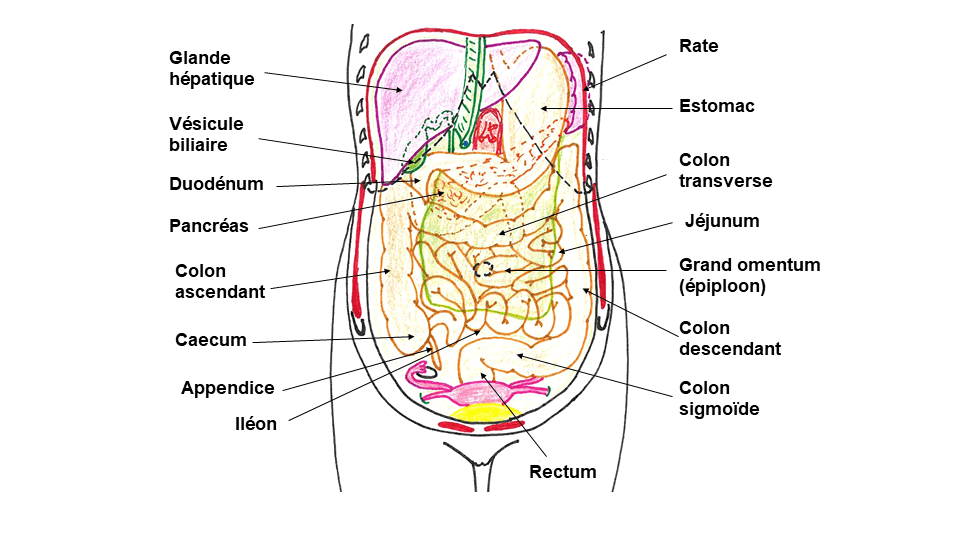 Glande
hépatique
Vésicule
biliaire
Duodénum
Pancréas
Colon
ascendant
Caecum
Appendice
Iléon
Rate
Estomac
Colon
transverse
Jéjunum
Grand omentum
(épiploon)
Colon
descendant
Colon
sigmoïde
Rectum